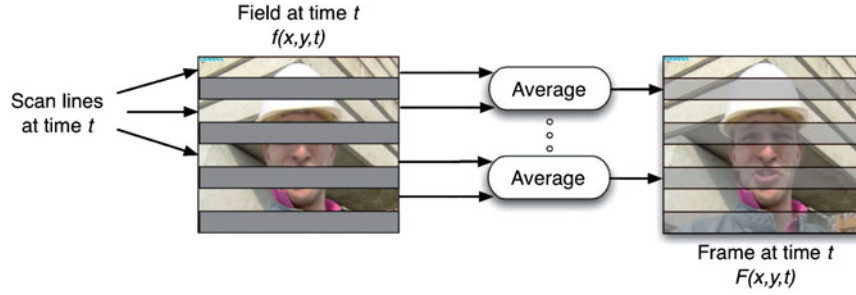 Field at time t
f(x,y,t)
Scan lines
at time t
Average
Average
Frame at time t
F(x,y,t)